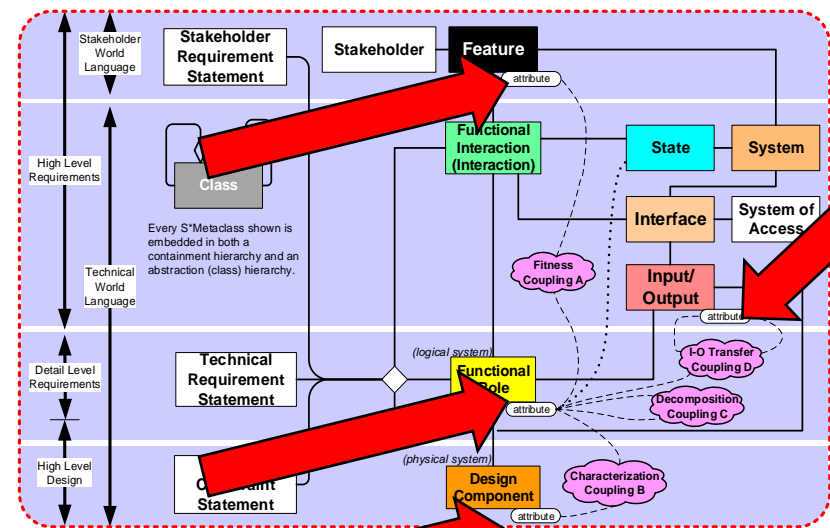 Stakeholder
World
Language
Stakeholder
Requirement
Statement
Stakeholder
Feature
attribute
High Level
Requirements
Technical
World
Language
Class
Every S*Metaclass shown is
embedded in both a
containment hierarchy and an
abstraction (class) hierarchy.
Functional
Interaction
(Interaction)
State
System
Interface
System of
Access
Fitness
Coupling A
Input/
Output
attribute
Detail Level
Requirements
Technical
Requirement
Statement
(logical system)
Functional
attribute
I-O Transfer
Coupling D
Decomposition
Coupling C
High Level
Design
Statement
(physical system)
Design
Component
attribute
Characterization
Coupling B